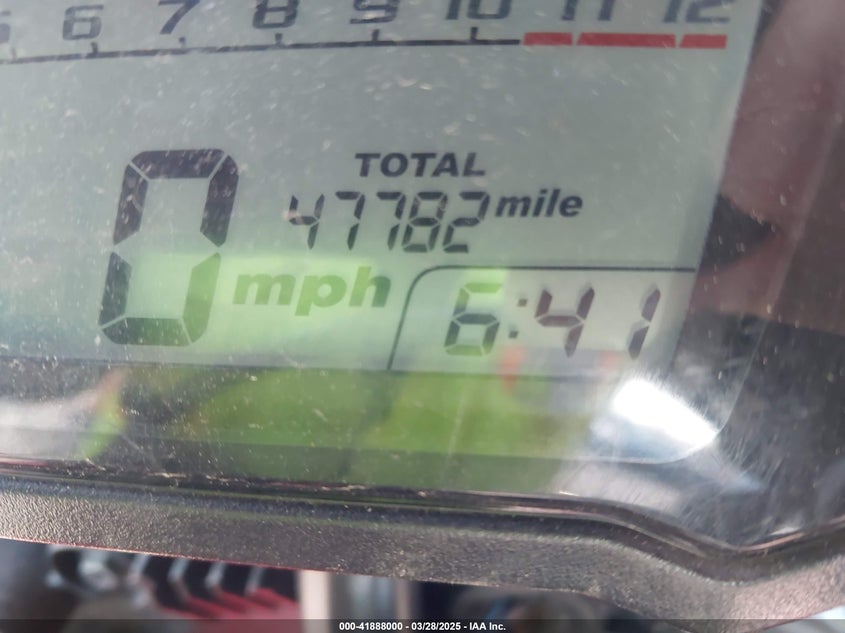 6 7 8 9 10 11 12
TOTAL
47782 mile
0 mph
6:41
000-41888000 | 03/28/2025 - IAA Inc.